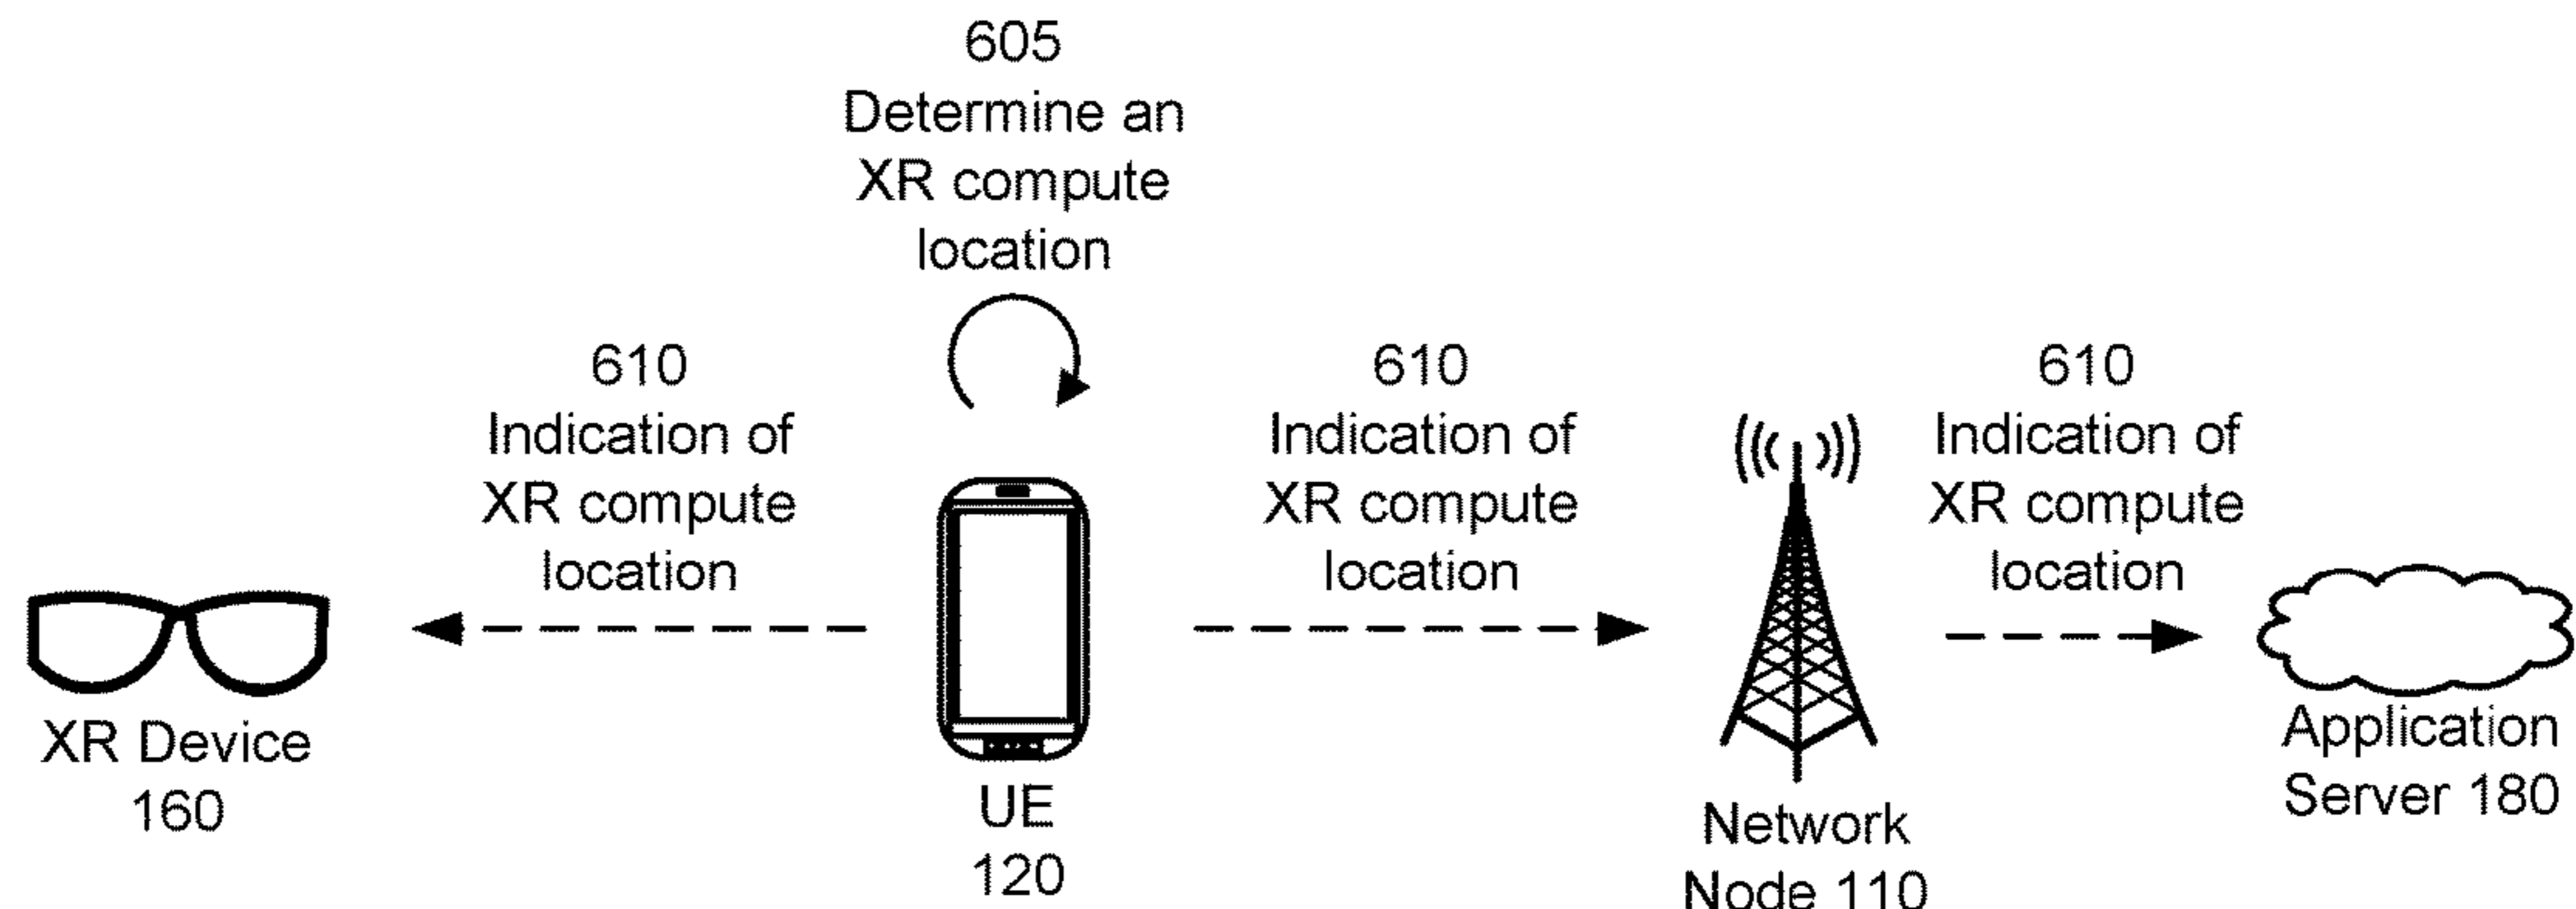 605
Determine an
XR compute
location
610
Indication of
XR compute
location
610
Indication of
XR compute
location
610
Indication of
XR compute
location
XR Device
160
UE
120
Network
Node 110
Application
Server 180